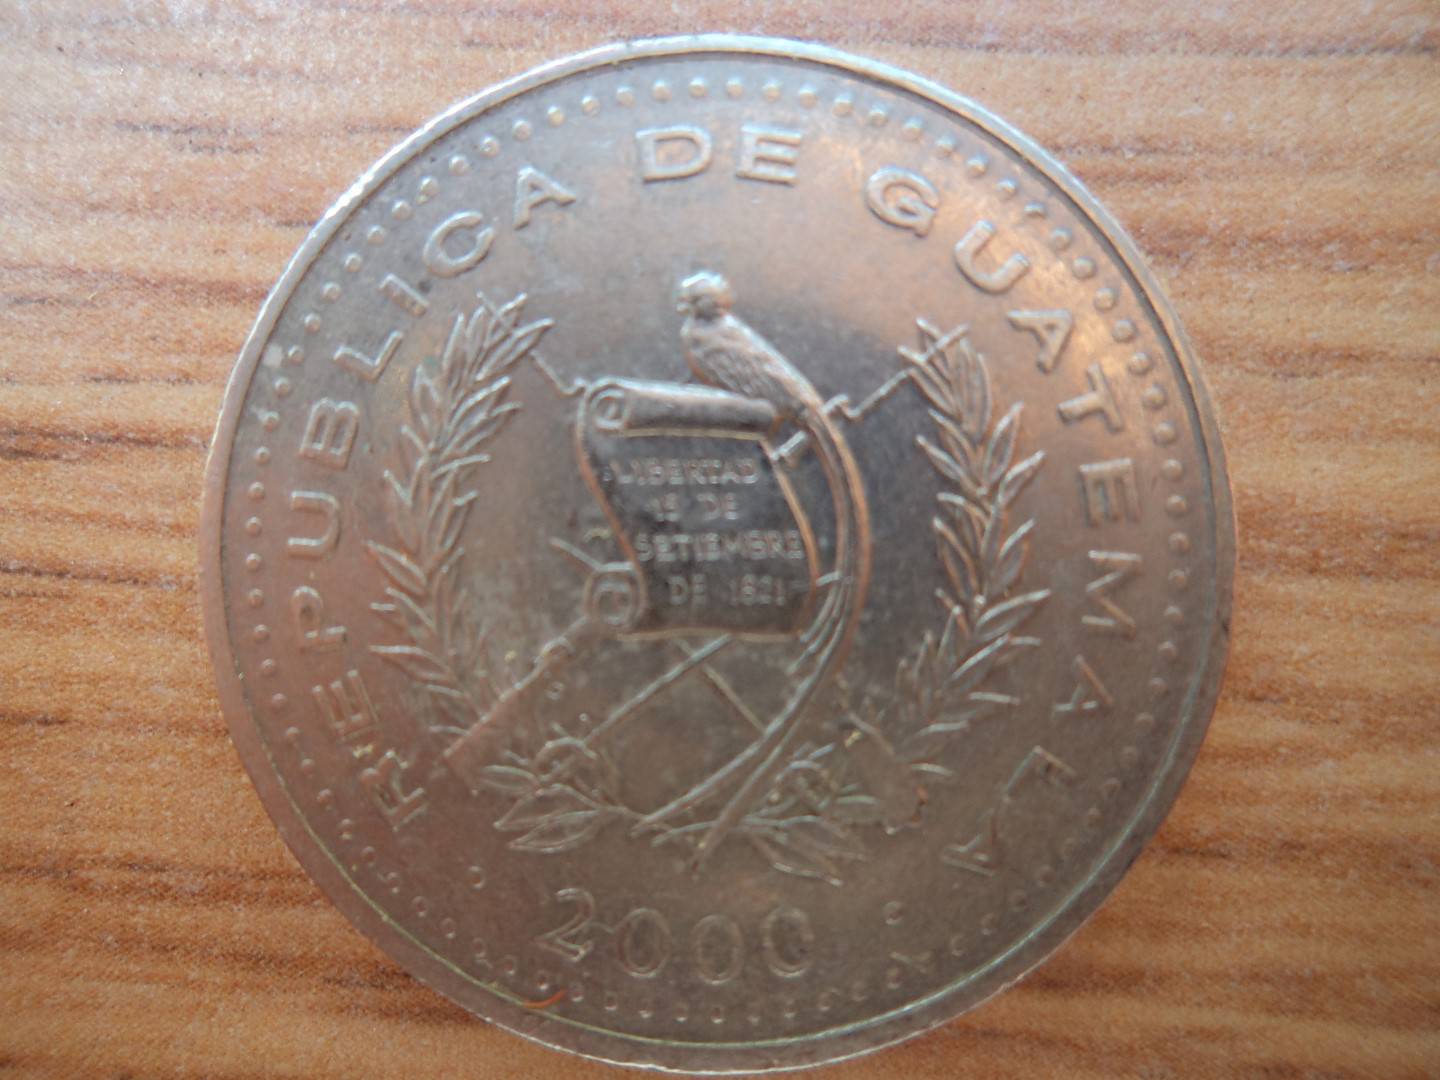 REPUBLICA DE GUATEMALA
LIBERTAD
15 DE
SETIEMBRE
DE 1821
2000